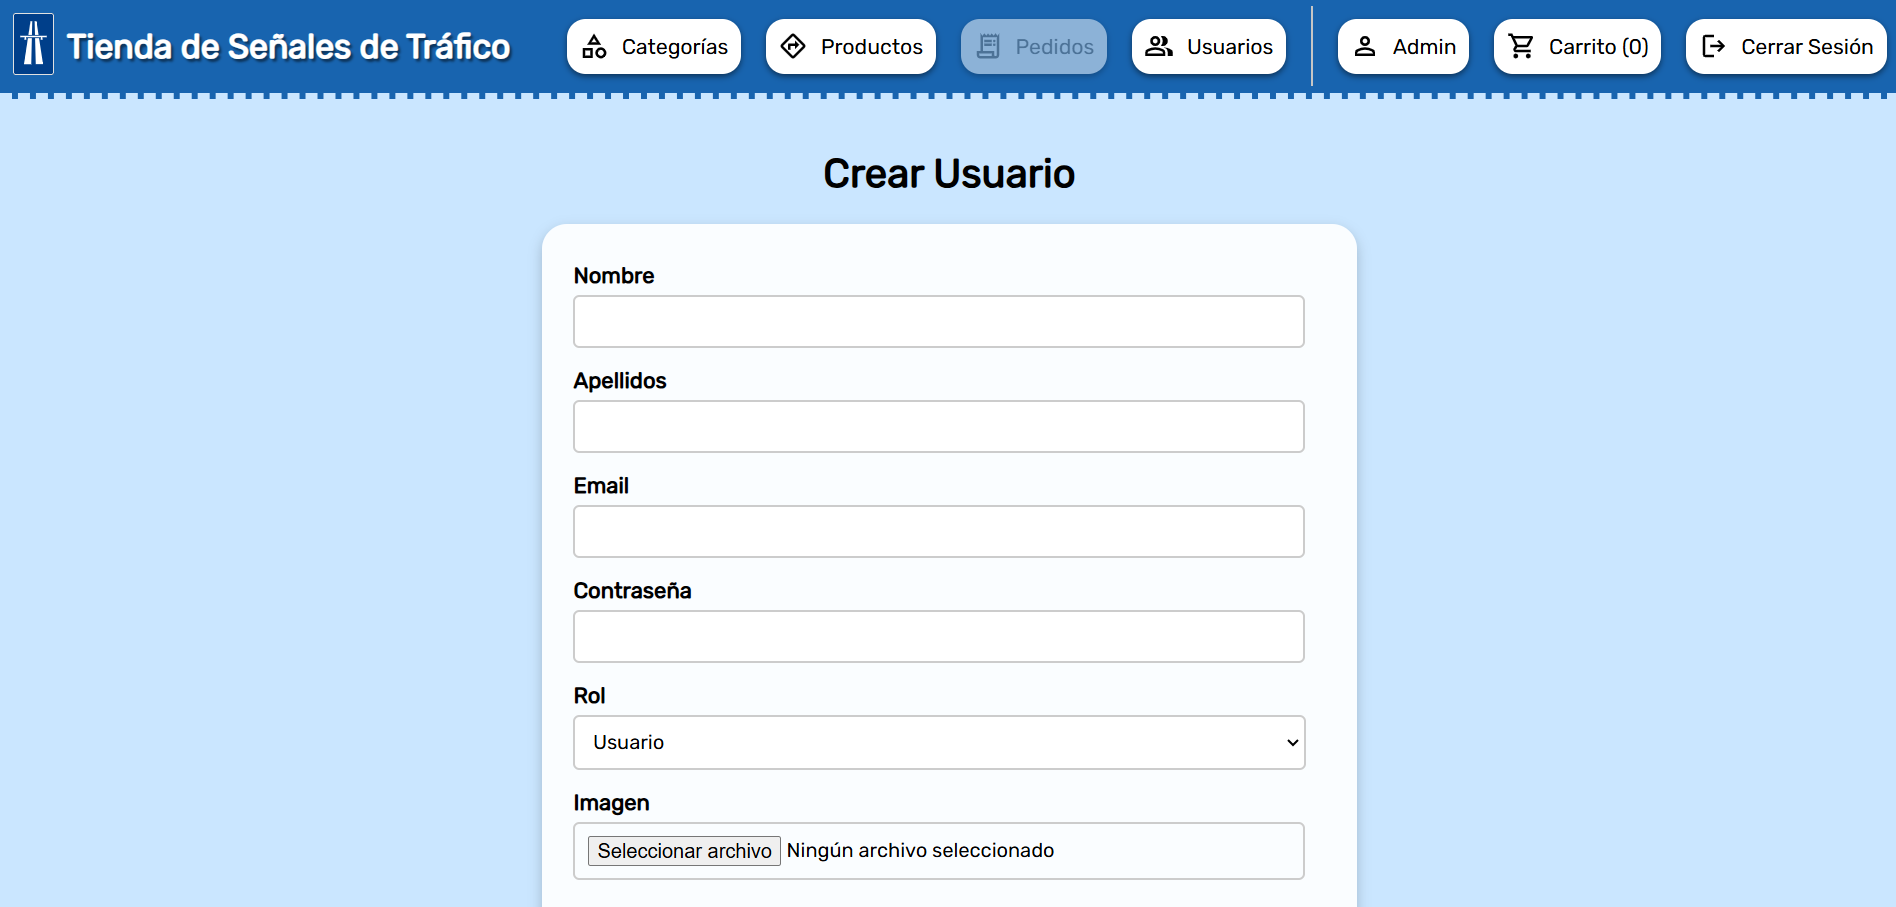 Tienda de Señales de Tráfico
Categorías
Productos
Pedidos
Usuarios
Admin
Carrito (0)
Cerrar Sesión
Crear Usuario
Nombre
Apellidos
Email
Contraseña
Rol
Usuario
Imagen
Seleccionar archivo Ningún archivo seleccionado